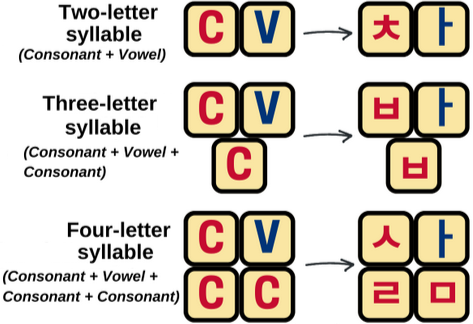 Two-letter
syllable
(Consonant + Vowel)
C V
ㅊ ㅏ
Three-letter
syllable
(Consonant + Vowel +
Consonant)
C V
C
ㅂ ㅏ
ㅂ
Four-letter
syllable
(Consonant + Vowel +
Consonant + Consonant)
C V
C C
ㅅ ㅏ
ㄹ ㅁ